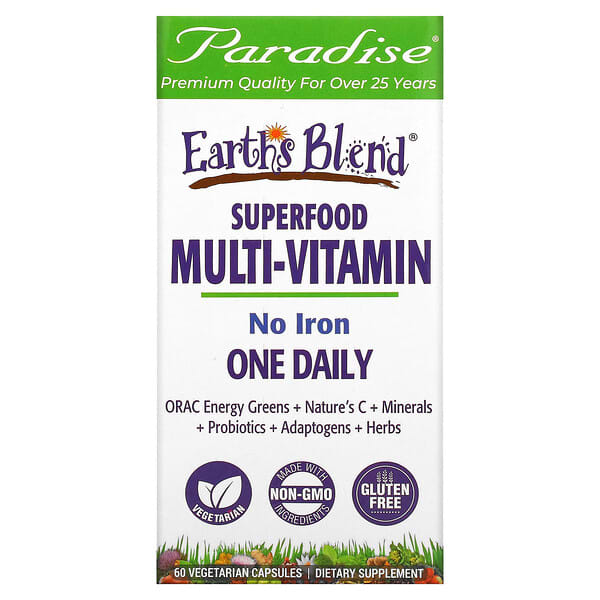 Paradise®
Premium Quality For Over 25 Years
Earth's Blend®
SUPERFOOD
MULTI-VITAMIN
No Iron
ONE DAILY
ORAC Energy Greens + Nature's C + Minerals
+ Probiotics + Adaptogens + Herbs
VEGETARIAN
MADE WITH
NON-GMO
INGREDIENTS
GLUTEN
FREE
60 VEGETARIAN CAPSULES | DIETARY SUPPLEMENT